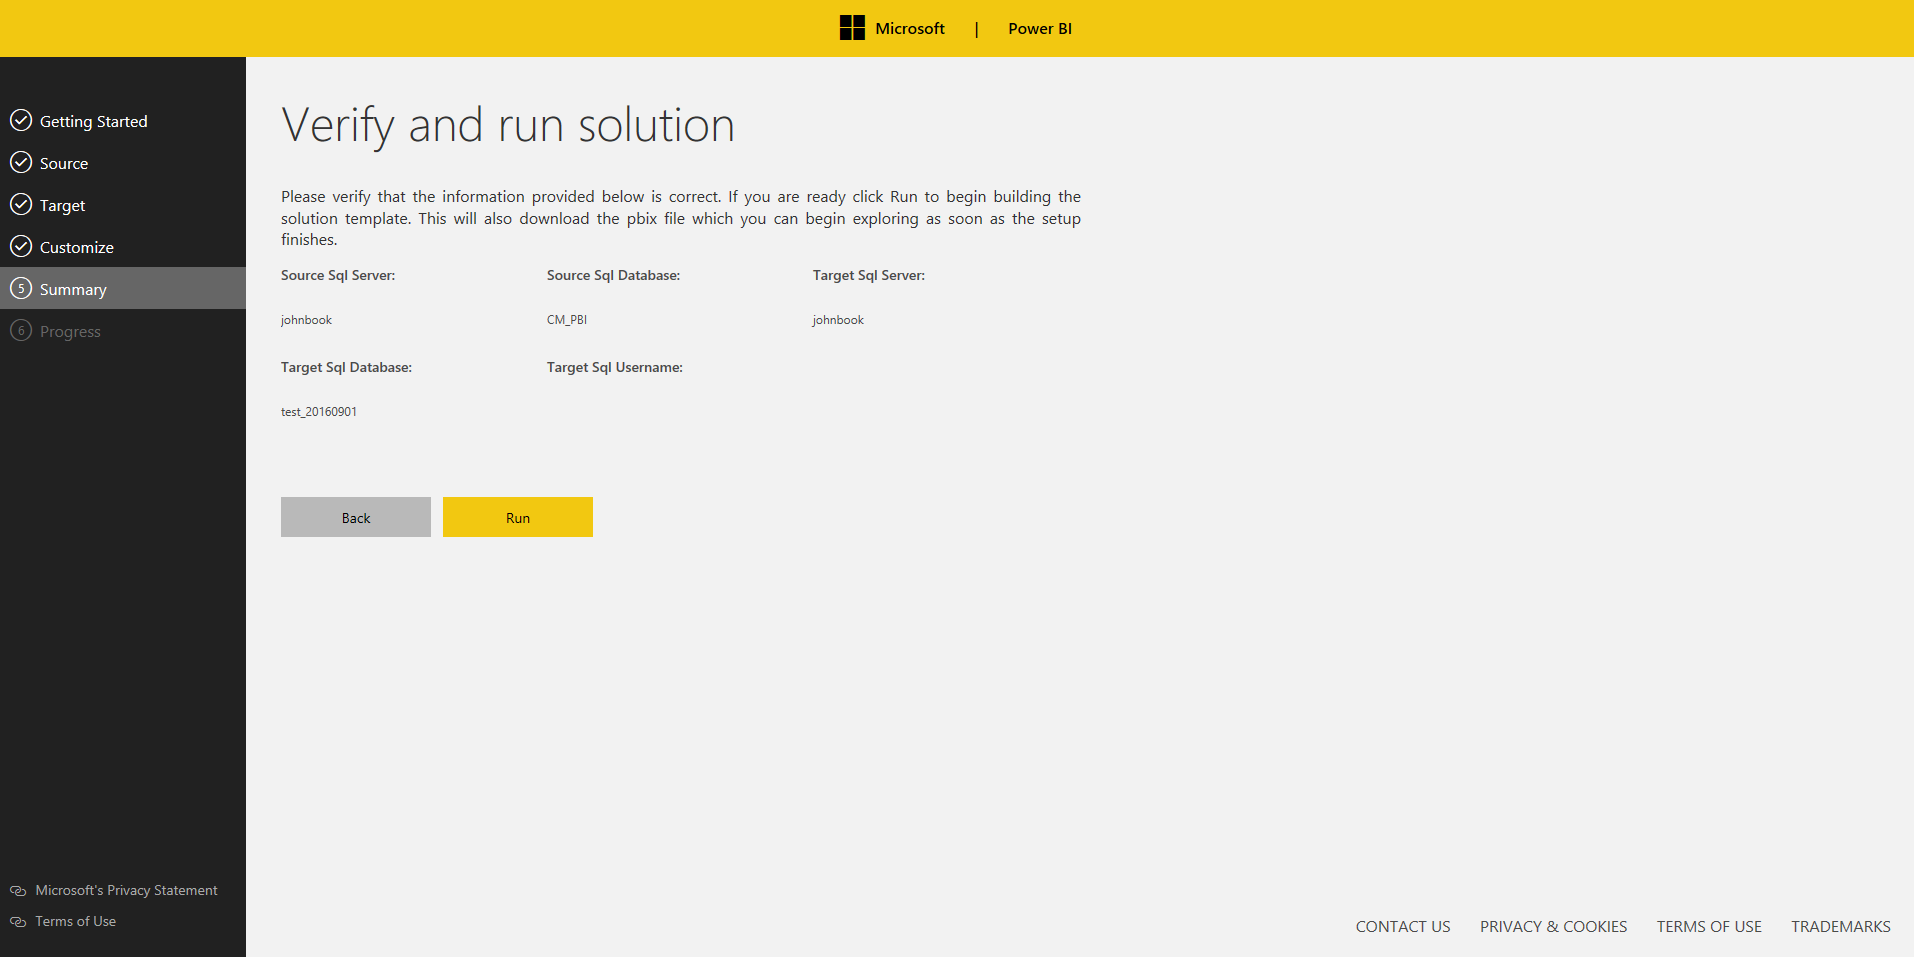 Microsoft | Power BI
Getting Started
Source
Target
Customize
5 Summary
6 Progress
Verify and run solution
Please verify that the information provided below is correct. If you are ready click Run to begin building the
solution template. This will also download the pbix file which you can begin exploring as soon as the setup
finishes.
Source Sql Server: Source Sql Database: Target Sql Server:
johnbook CM_PBI johnbook
Target Sql Database: Target Sql Username:
test_20160901
Back Run
Microsoft's Privacy Statement
Terms of Use
CONTACT US PRIVACY & COOKIES TERMS OF USE TRADEMARKS